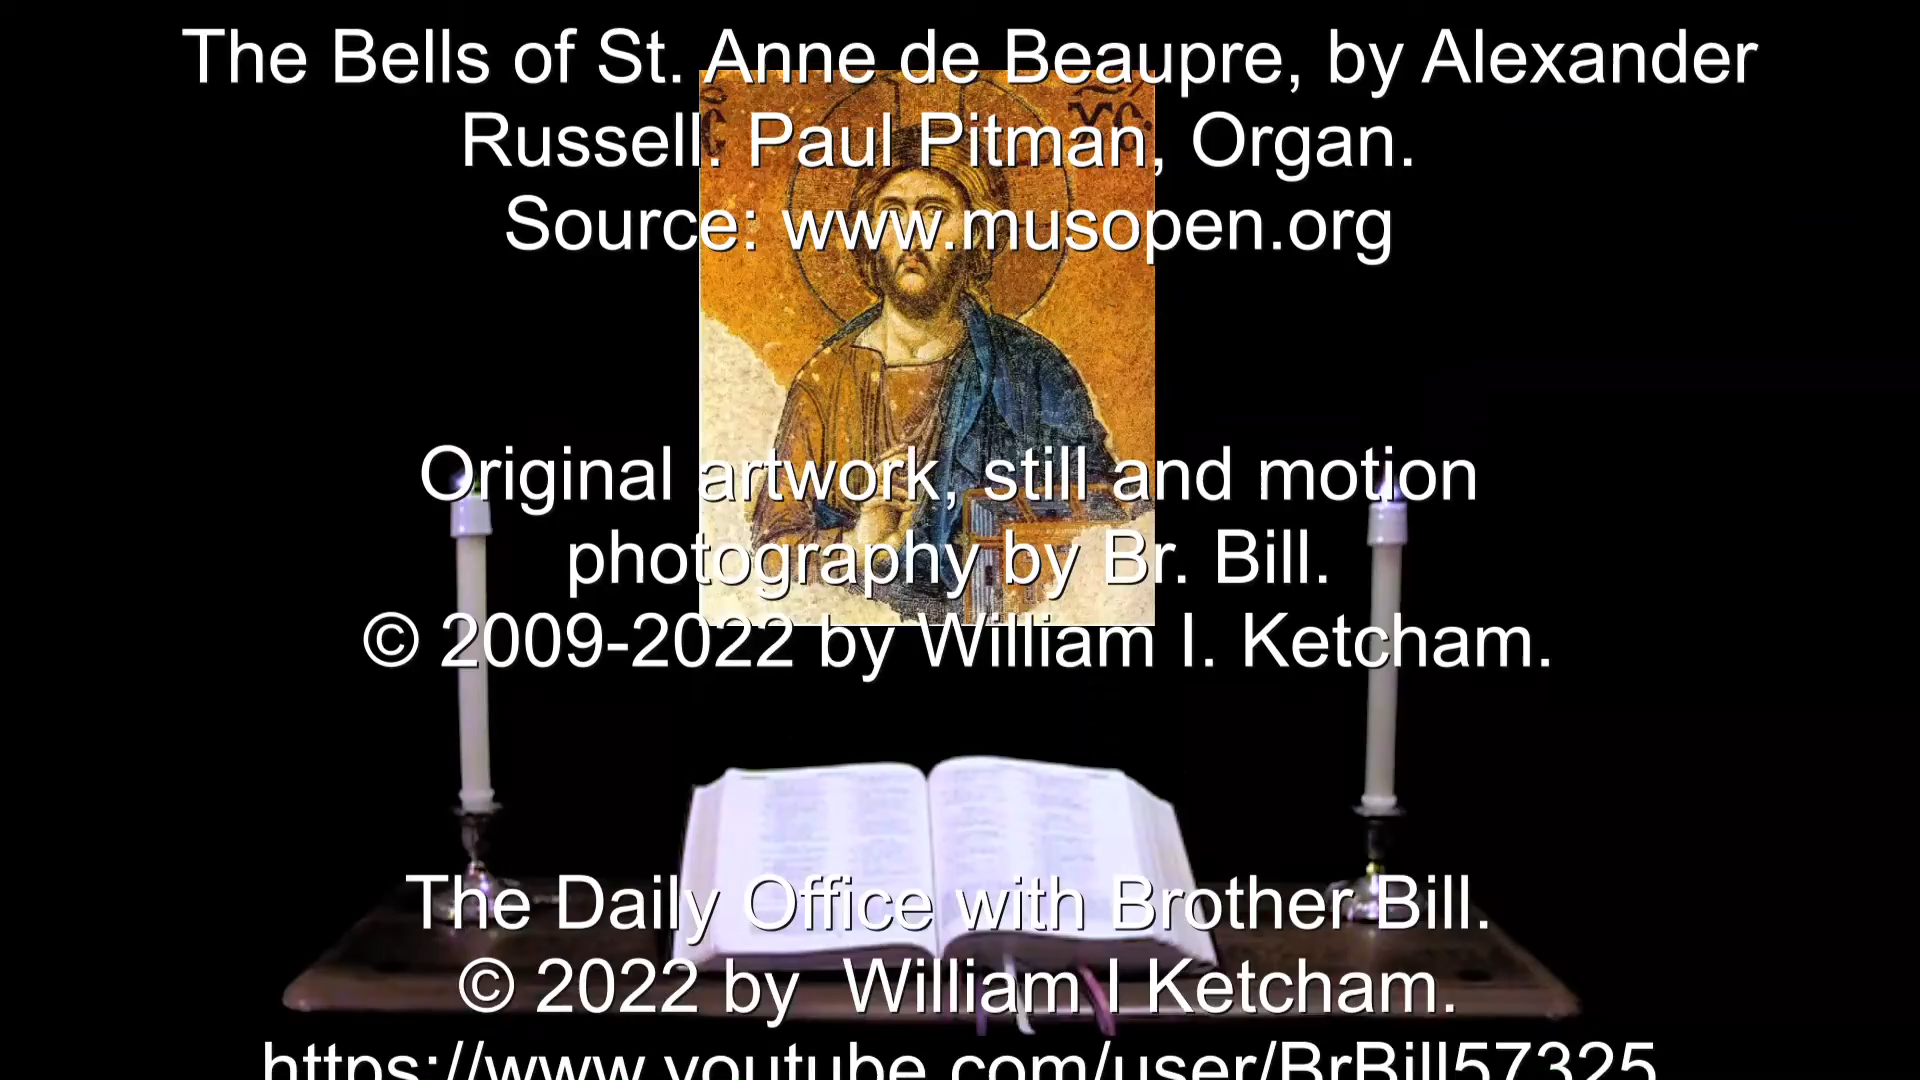 The Bells of St. Anne de Beaupre, by Alexander
Russell. Paul Pitman, Organ.
Source: www.musopen.org
Original artwork, still and motion
photography by Br. Bill.
© 2009-2022 by William I. Ketcham.
The Daily Office with Brother Bill.
© 2022 by  William I Ketcham.
https://www.youtube.com/user/BrBill57325